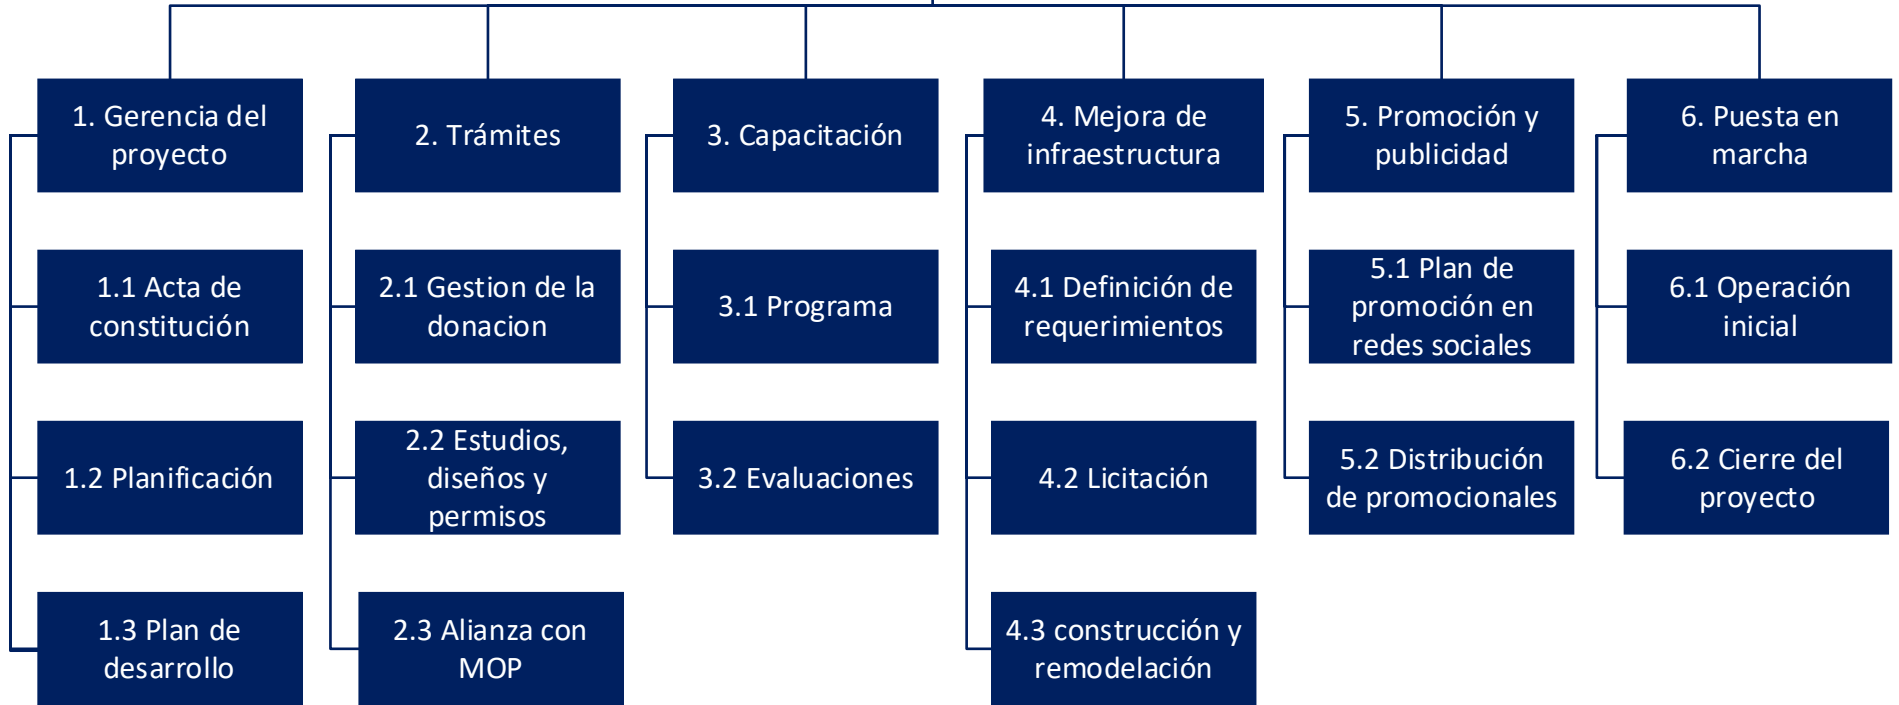 1. Gerencia del
proyecto
2. Trámites
3. Capacitación
4. Mejora de
infraestructura
5. Promoción y
publicidad
6. Puesta en
marcha
1.1 Acta de
constitución
2.1 Gestion de la
donacion
3.1 Programa
4.1 Definición de
requerimientos
5.1 Plan de
promoción en
redes sociales
6.1 Operación
inicial
1.2 Planificación
2.2 Estudios,
diseños y
permisos
3.2 Evaluaciones
4.2 Licitación
5.2 Distribución
de promocionales
6.2 Cierre del
proyecto
1.3 Plan de
desarrollo
2.3 Alianza con
MOP
4.3 construcción y
remodelación